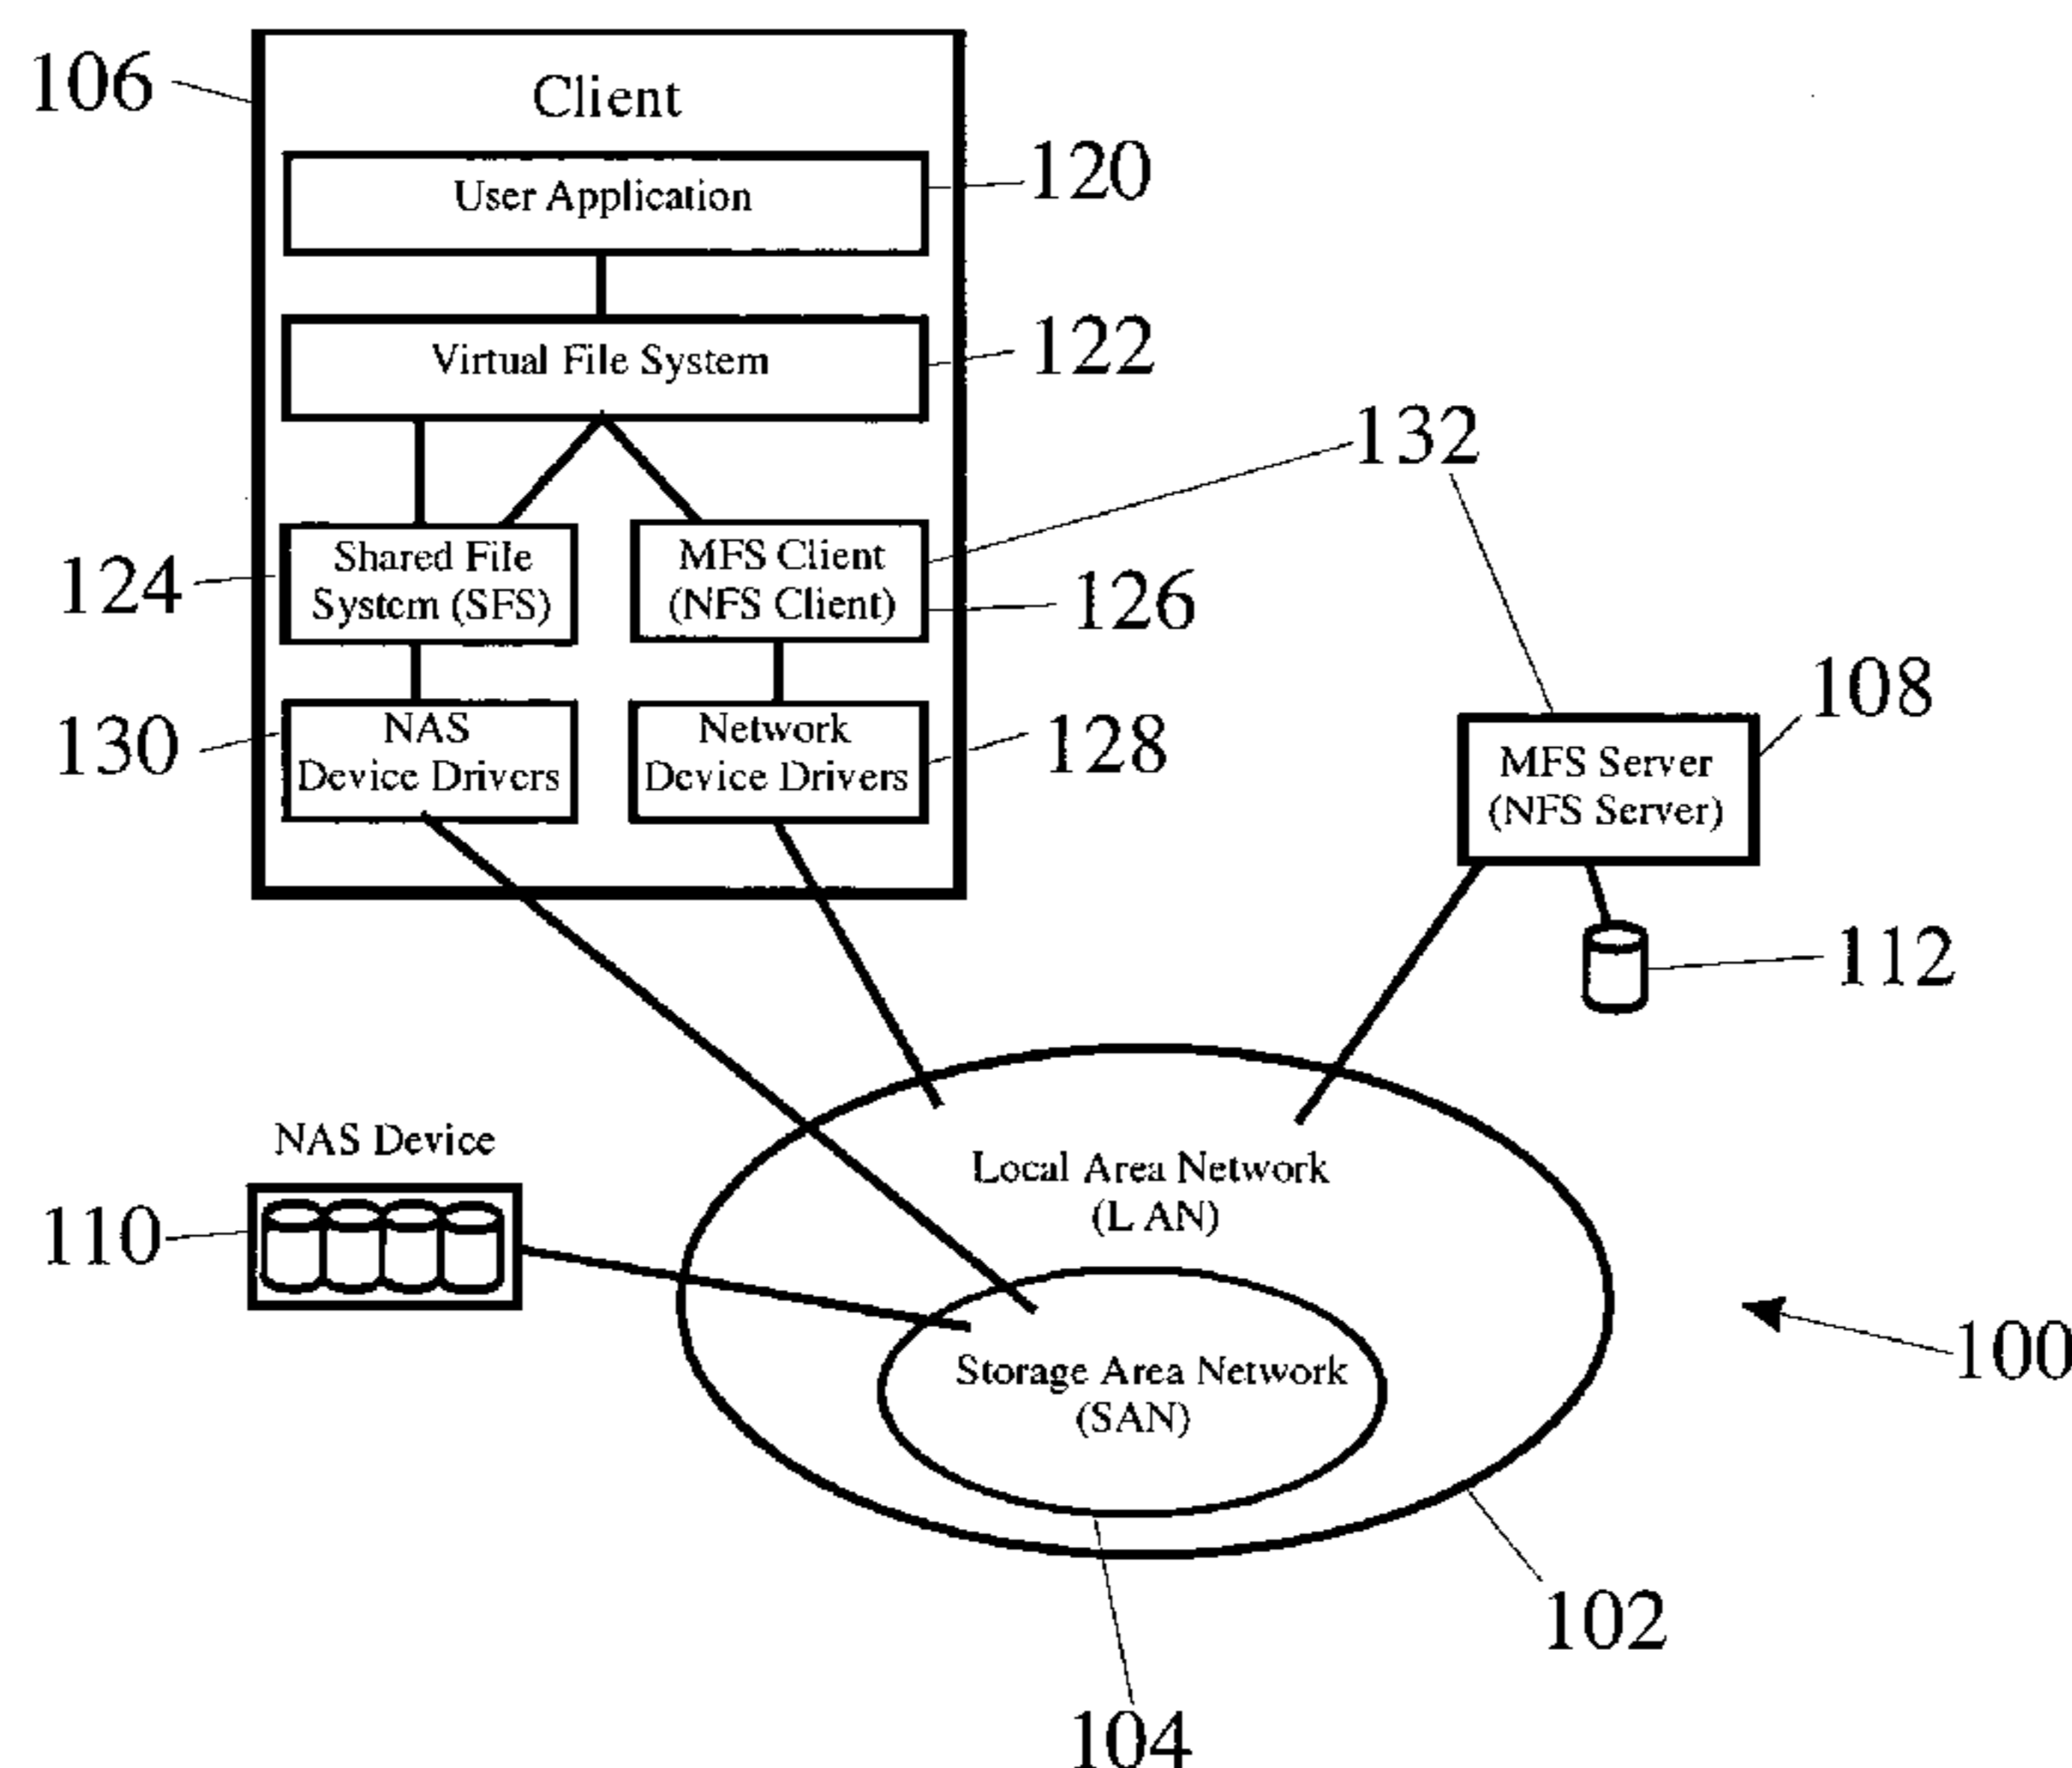 106
Client
User Application
120
Virtual File System
122
132
Shared File
System (SFS)
124
MFS Client
(NFS Client)
126
108
NAS
Device Drivers
130
Network
Device Drivers
128
MFS Server
(NFS Server)
112
NAS Device
110
Local Area Network
(LAN)
Storage Area Network
(SAN)
100
102
104